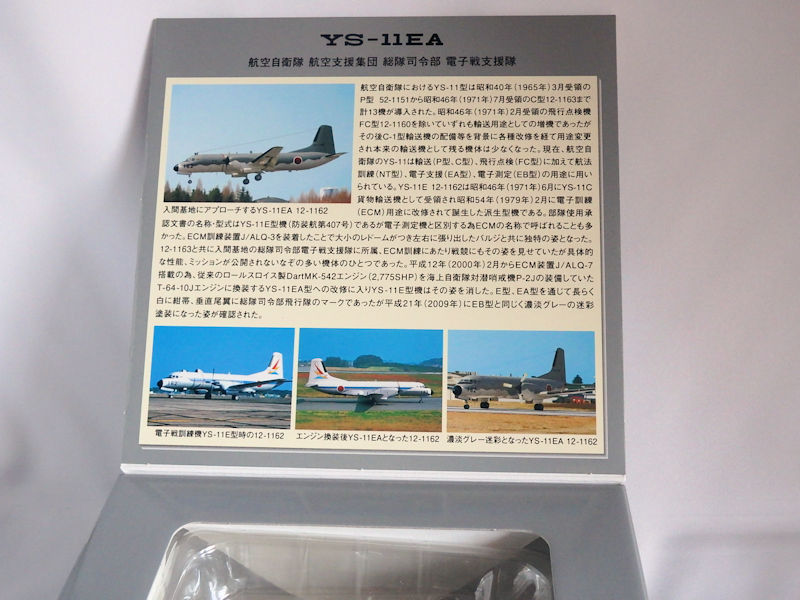 YS-11EA
航空自衛隊 航空支援集団 総隊司令部 電子戦支援隊
航空自衛隊におけるYS-11型は昭和40年(1965年)3月受領の
P型 52-1151から昭和46年(1971年)7月受領のC型12-1163まで
計13機が導入された。昭和46年(1971年)2月受領の飛行点検機
FC型12-1160を除いていずれも輸送用途としての増機であったが
その後C-1型輸送機の配備等を背景に各種改修を経て用途変更
され本来の輸送機として残る機体は少なくなった。現在、航空自
衛隊のYS-11は輸送(P型、C型)、飛行点検(FC型)に加えて航法
訓練(NT型)、電子支援(EA型)、電子測定(EB型)の用途に用い
られている。YS-11E 12-1162は昭和46年(1971年)6月にYS-11C
貨物輸送機として受領され昭和54年(1979年)2月に電子訓練
(ECM)用途に改修されて誕生した派生型機である。部隊使用承
認文書の名称・型式はYS-11E型機(防装航第407号)であるが電子測定機と区別する為ECMの名称で呼ばれることも多
かった。ECM訓練装置J/ALQ-3を装着したことで大小のレドームがつき左右に張り出したバルジと共に独特の姿となった。
12-1163と共に入間基地の総隊司令部電子戦支援隊に所属、ECM訓練にあたり戦競にもその姿を見せていたが具体的
な性能、ミッションが公開されないなぞの多い機体のひとつであった。平成12年(2000年)2月からECM装置J/ALQ-7
搭載の為、従来のロールスロイス製DartMK-542エンジン(2,775SHP)を海上自衛隊対潜哨戒機P-2Jの装備していた
T-64-10Jエンジンに換装するYS-11EA型への改修に入りYS-11E型機はその姿を消した。E型、EA型を通じて長らく
白に紺帯、垂直尾翼に総隊司令部飛行隊のマークであったが平成21年(2009年)にEB型と同じく濃淡グレーの迷彩
塗装になった姿が確認された。
入間基地にアプローチするYS-11EA 12-1162
電子戦訓練機YS-11E型時の12-1162
エンジン換装後YS-11EAとなった12-1162
濃淡グレー迷彩となったYS-11EA 12-1162